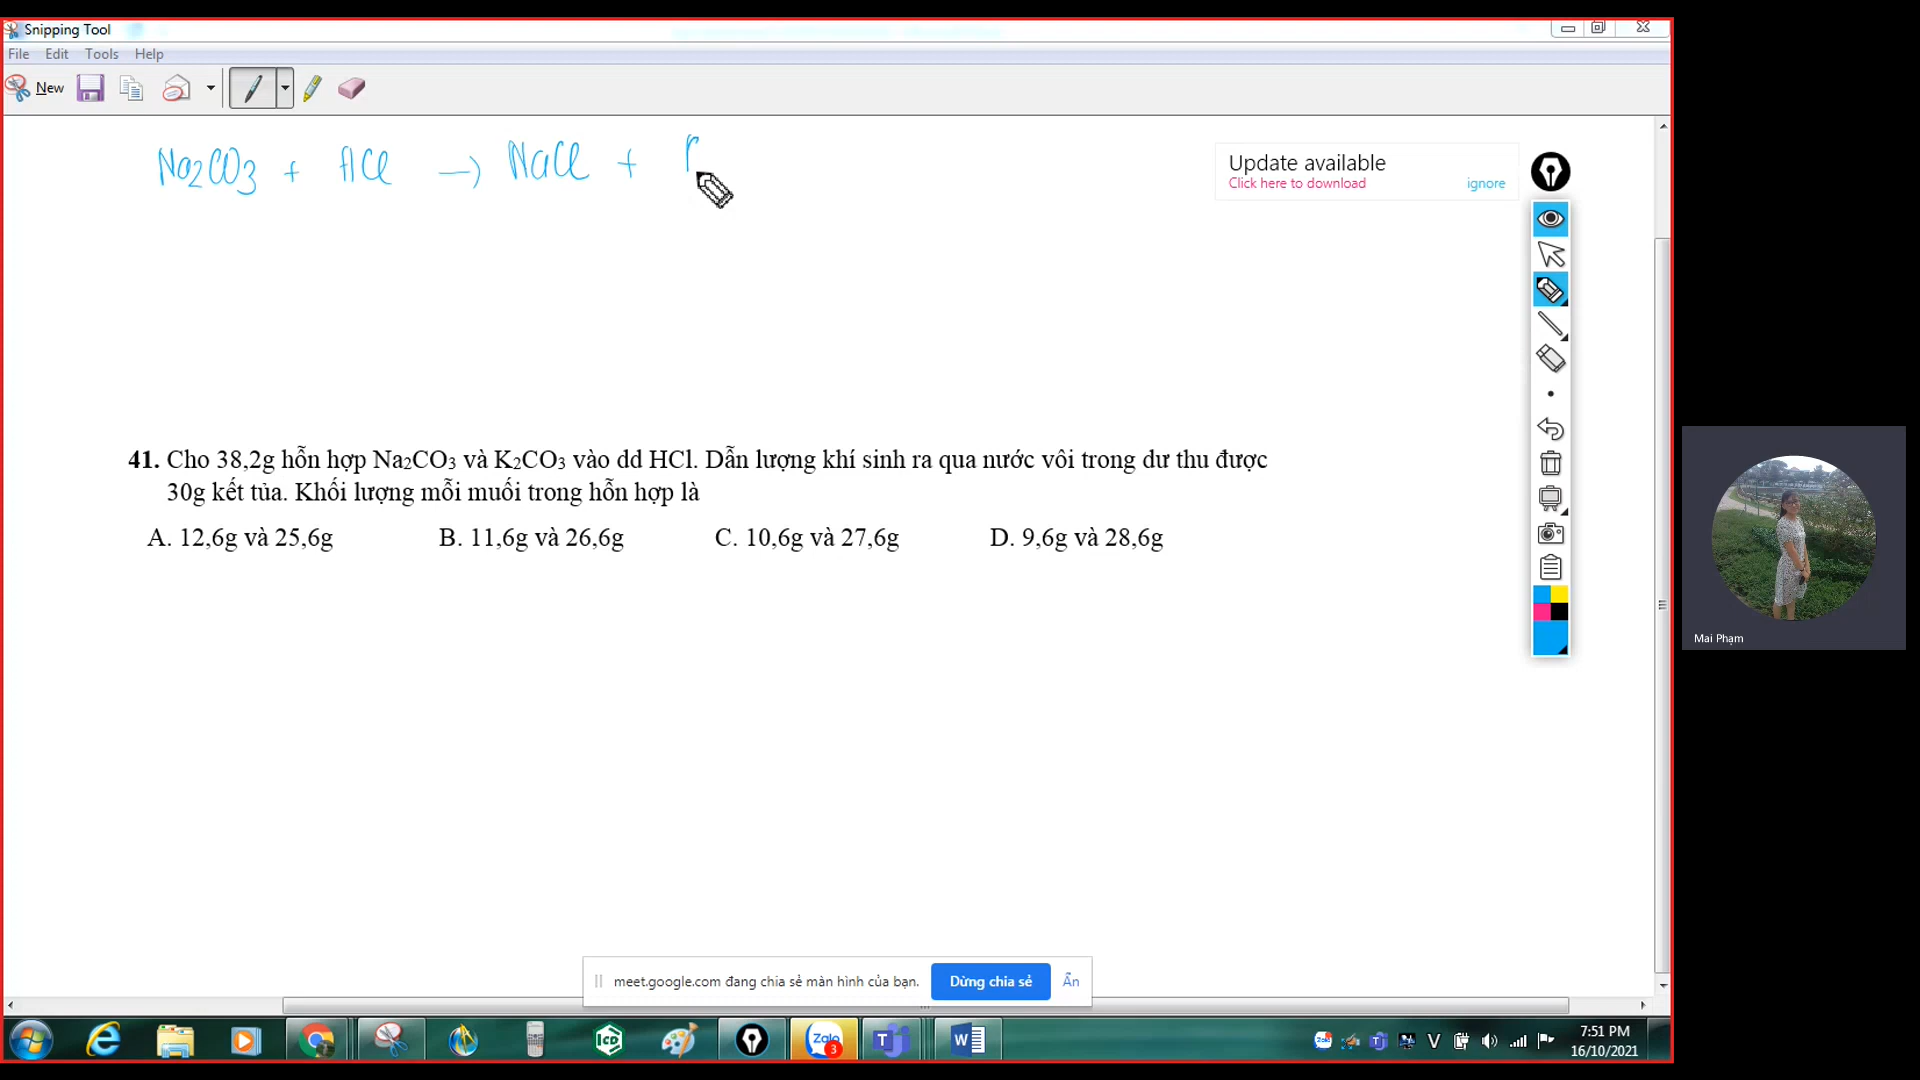 Snipping Tool
File Edit Tools Help
New
Na2CO3 + HCl → NaCl +
Update available
Click here to download ignore
41. Cho 38,2g hỗn hợp Na₂CO₃ và K₂CO₃ vào dd HCl. Dẫn lượng khí sinh ra qua nước vôi trong dư thu được
30g kết tủa. Khối lượng mỗi muối trong hỗn hợp là
A. 12,6g và 25,6g B. 11,6g và 26,6g C. 10,6g và 27,6g D. 9,6g và 28,6g
Mai Phạm
meet.google.com đang chia sẻ màn hình của bạn. Dừng chia sẻ Ẩn
ICD
Zalo
3
V
7:51 PM
16/10/2021